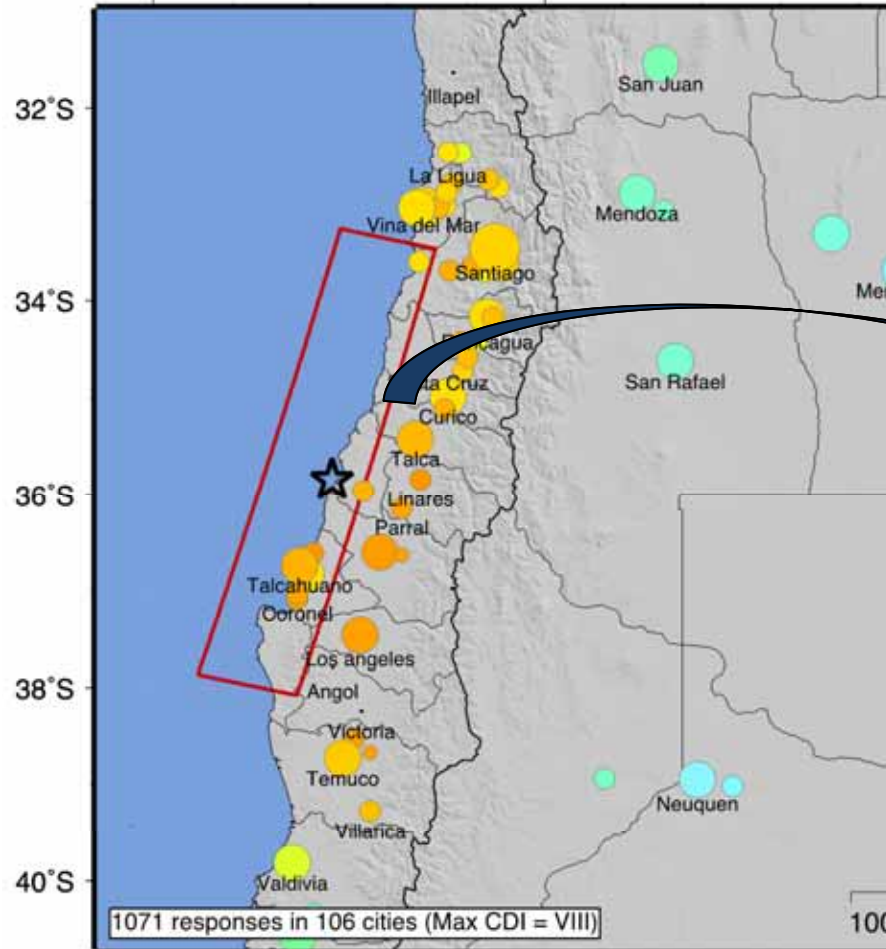 32°S
Illapel
San Juan
La Ligua
Mendoza
Vina del Mar
Santiago
34°S
San Rafael
Curico
Talca
36°S
Linares
Parral
Talcahuano
Coronel
Los angeles
38°S
Angol
Victoria
Temuco
Neuquen
Villarica
40°S
Valdivia
1071 responses in 106 cities (Max CDI = VIII)